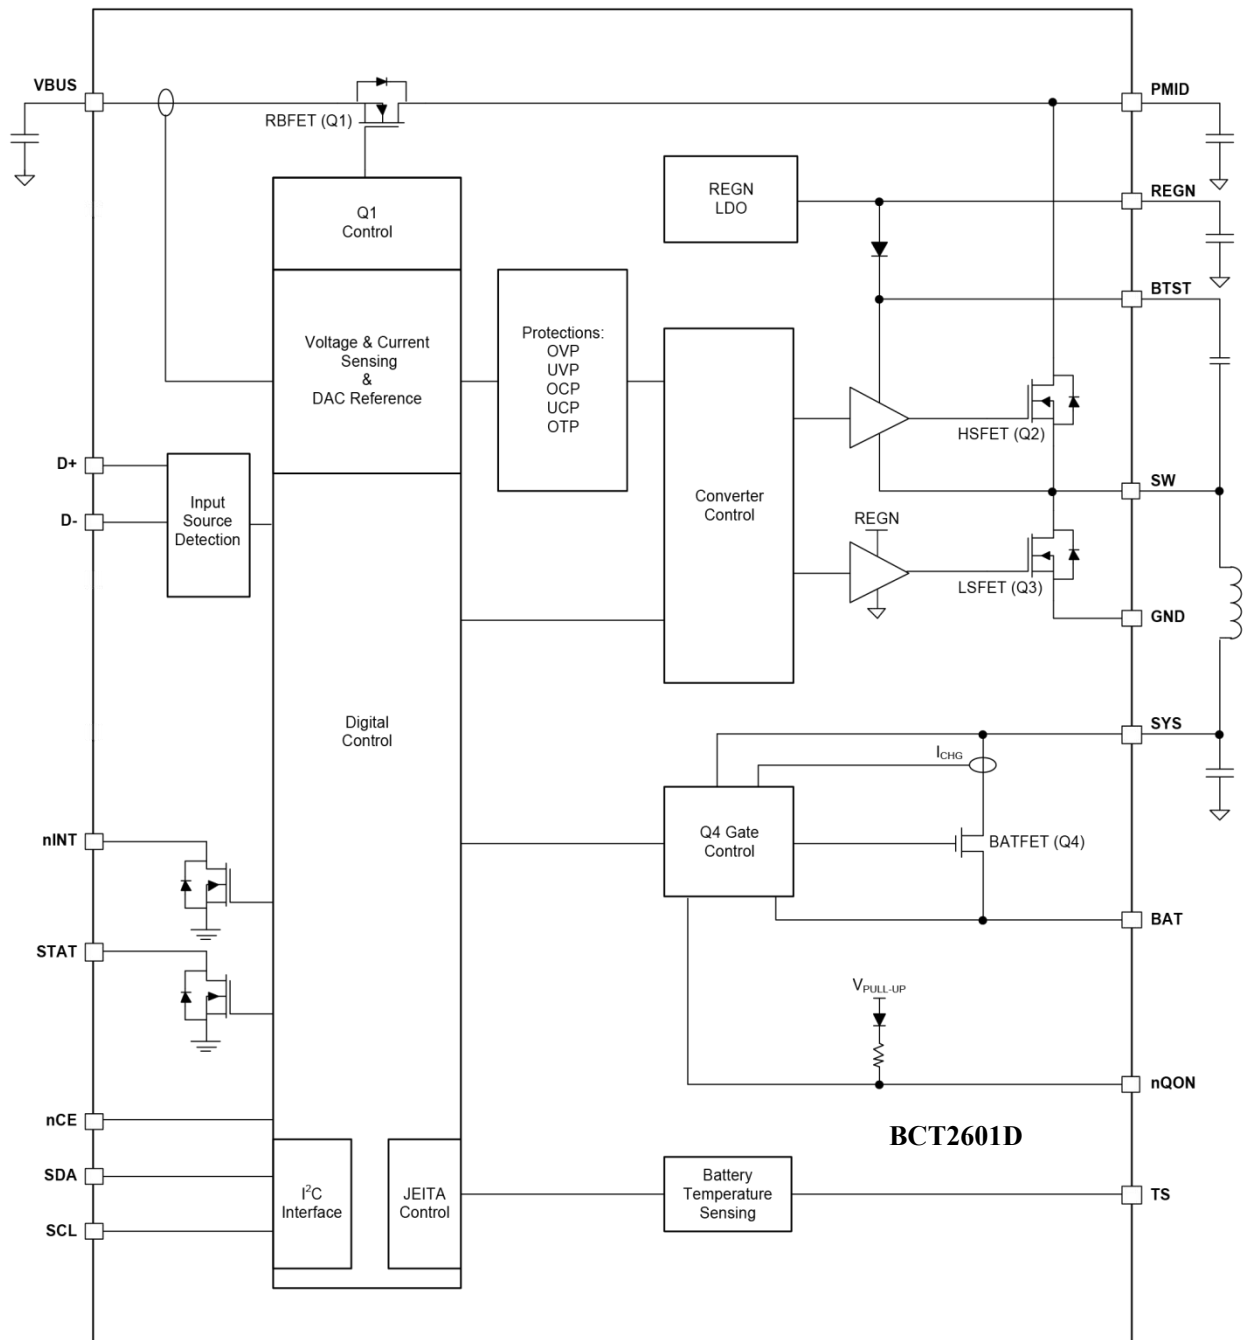 VBUS
PMID
RBFET (Q1)
REGN
LDO
REGN
Q1
Control
BTST
Voltage & Current
Sensing
&
DAC Reference
Protections:
OVP
UVP
OCP
UCP
OTP
HSFET (Q2)
D+
D-
Input
Source
Detection
Converter
Control
SW
REGN
LSFET (Q3)
GND
Digital
Control
SYS
ICHG
Q4 Gate
Control
BATFET (Q4)
nINT
BAT
STAT
VPULL-UP
nQON
nCE
BCT2601D
SDA
SCL
I2C
Interface
JEITA
Control
Battery
Temperature
Sensing
TS